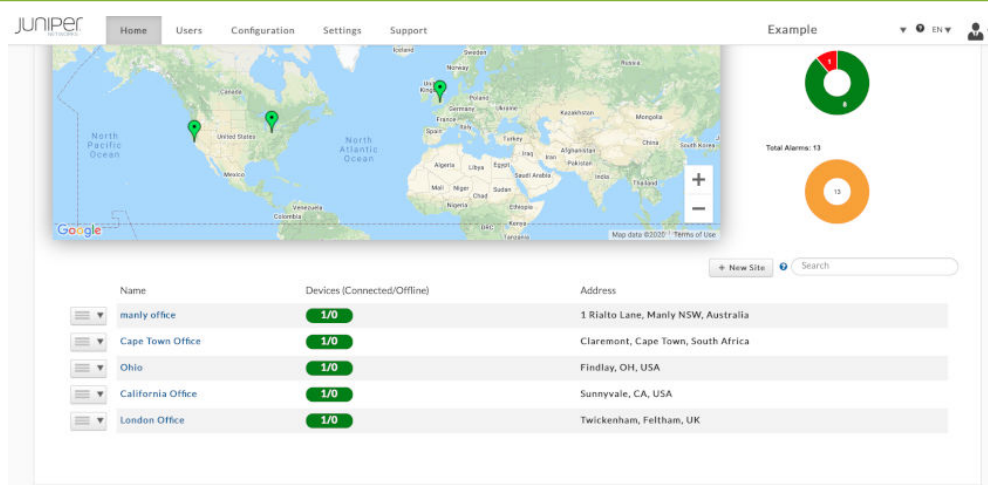 JUNIPER NETWORKS
Home Users Configuration Settings Support Example EN
Iceland Sweden
Norway
Russia
Canada
United Kingdom
Poland
Germany Ukraine
France
Kazakhstan
Mongolia
Italy
Spain
Turkey
North Pacific Ocean
United States
North Atlantic Ocean
Iraq
Iran
Afghanistan
Pakistan
China
South Korea
Algeria Libya Egypt
Saudi Arabia
India
Thailand
Mexico
Mali Niger Sudan
Chad
Nigeria
Ethiopia
Venezuela
Colombia
DRC
Kenya
Tanzania
Google
Map data ©2020
Terms of Use
+
−
1
8
Total Alarms: 13
13
+ New Site ? Search
Name Devices (Connected/Offline) Address
manly office 1/0 1 Rialto Lane, Manly NSW, Australia
Cape Town Office 1/0 Claremont, Cape Town, South Africa
Ohio 1/0 Findlay, OH, USA
California Office 1/0 Sunnyvale, CA, USA
London Office 1/0 Twickenham, Feltham, UK